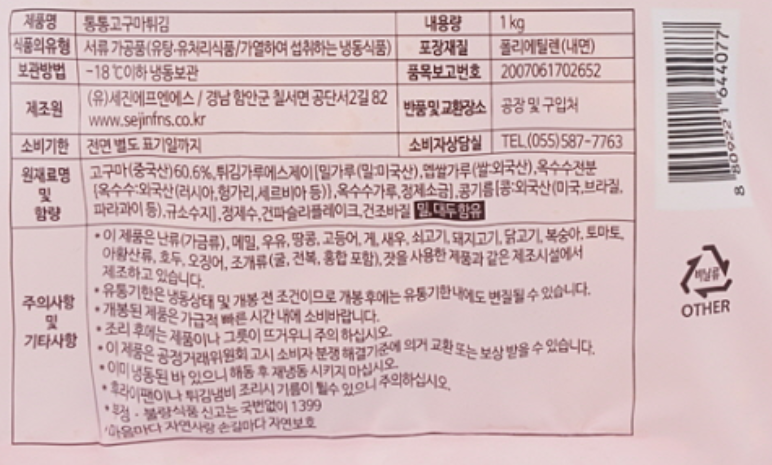 제품명 통통고구마튀김 내용량 1kg
식품의유형 서류 가공품(유탕·유처리식품/가열하여 섭취하는 냉동식품) 포장재질 폴리에틸렌(내면)
보관방법 -18℃이하 냉동보관 품목보고번호 2007061702652
제조원 (유)세진에프엔에스 / 경남 함안군 칠서면 공단서2길 82 반품 및 교환장소 공장 및 구입처
www.sejinfns.co.kr
소비기한 전면 별도 표기일까지 소비자상담실 TEL.(055)587-7763
원재료명 및 함량
고구마(중국산)60.6%, 튀김가루에스제이[밀가루(밀:미국산), 멥쌀가루(쌀:외국산), 옥수수전분
{옥수수:외국산(러시아,헝가리,세르비아 등)}, 옥수수가루, 정제소금], 콩기름[콩:외국산(미국,브라질,
파라과이 등), 규소수지], 정제수, 건파슬리플레이크, 건조바질 밀, 대두 함유
주의사항 및 기타사항
* 이 제품은 난류(가금류), 메밀, 우유, 땅콩, 고등어, 게, 새우, 쇠고기, 돼지고기, 닭고기, 복숭아, 토마토,
아황산류, 호두, 오징어, 조개류(굴, 전복, 홍합 포함), 잣을 사용한 제품과 같은 제조시설에서
제조하고 있습니다.
* 유통기한은 냉동상태 및 개봉 전 조건이므로 개봉 후에는 유통기한내에도 변질될 수 있습니다.
* 개봉된 제품은 가급적 빠른 시간 내에 소비바랍니다.
* 조리 후에는 제품이나 그릇이 뜨거우니 주의 하십시오.
* 이 제품은 공정거래위원회 고시 소비자 분쟁 해결기준에 의거 교환 또는 보상 받을 수 있습니다.
* 이미 냉동된 바 있으니 해동 후 재냉동 시키지 마십시오.
* 후라이팬이나 튀김냄비 조리시 기름이 튈수 있으니 주의하십시오.
* 부정·불량식품 신고는 국번없이 1399
*마음마다 자연사랑 손길마다 자연보호
8 809221 644077
비닐류
OTHER